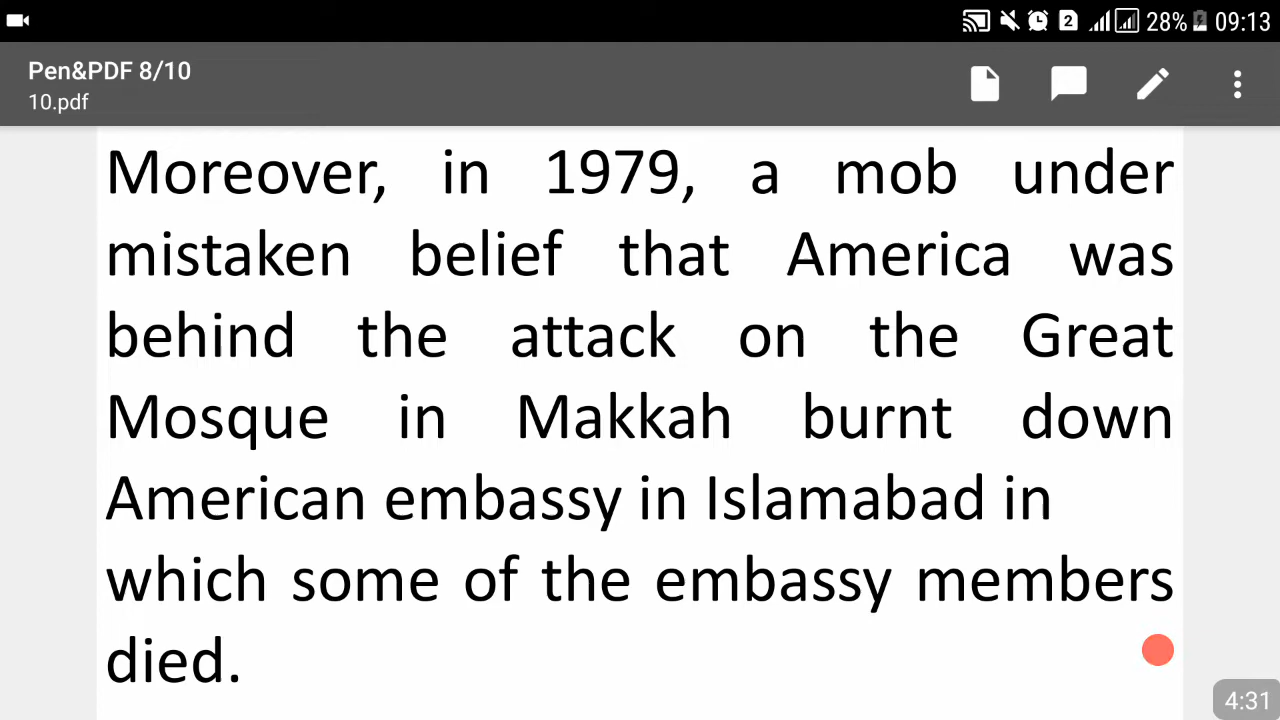 2 28% 09:13
Pen&PDF 8/10
10.pdf
Moreover, in 1979, a mob under
mistaken belief that America was
behind the attack on the Great
Mosque in Makkah burnt down
American embassy in Islamabad in
which some of the embassy members
died.
4:31